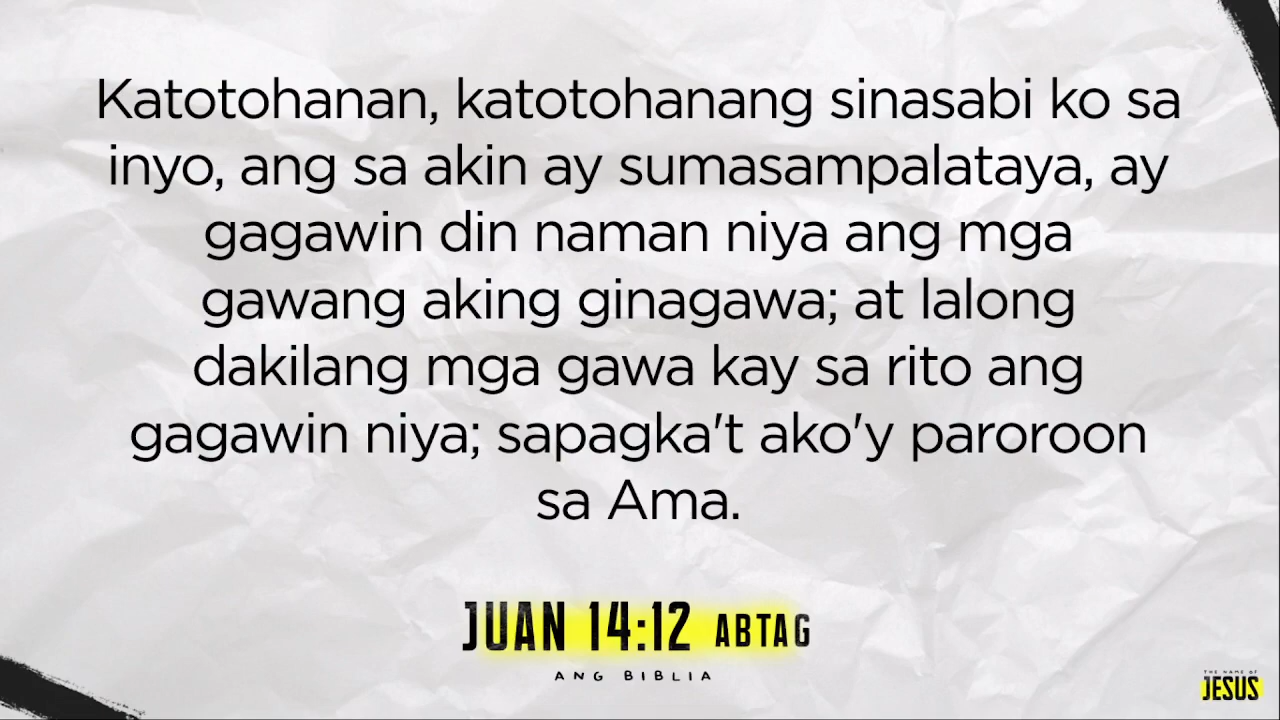 Katotohanan, katotohanang sinasabi ko sa
inyo, ang sa akin ay sumasampalataya, ay
gagawin din naman niya ang mga
gawang aking ginagawa; at lalong
dakilang mga gawa kay sa rito ang
gagawin niya; sapagka't ako'y paroroon
sa Ama.
JUAN 14:12 ABTAG
ANG BIBLIA
THE NAME OF
JESUS